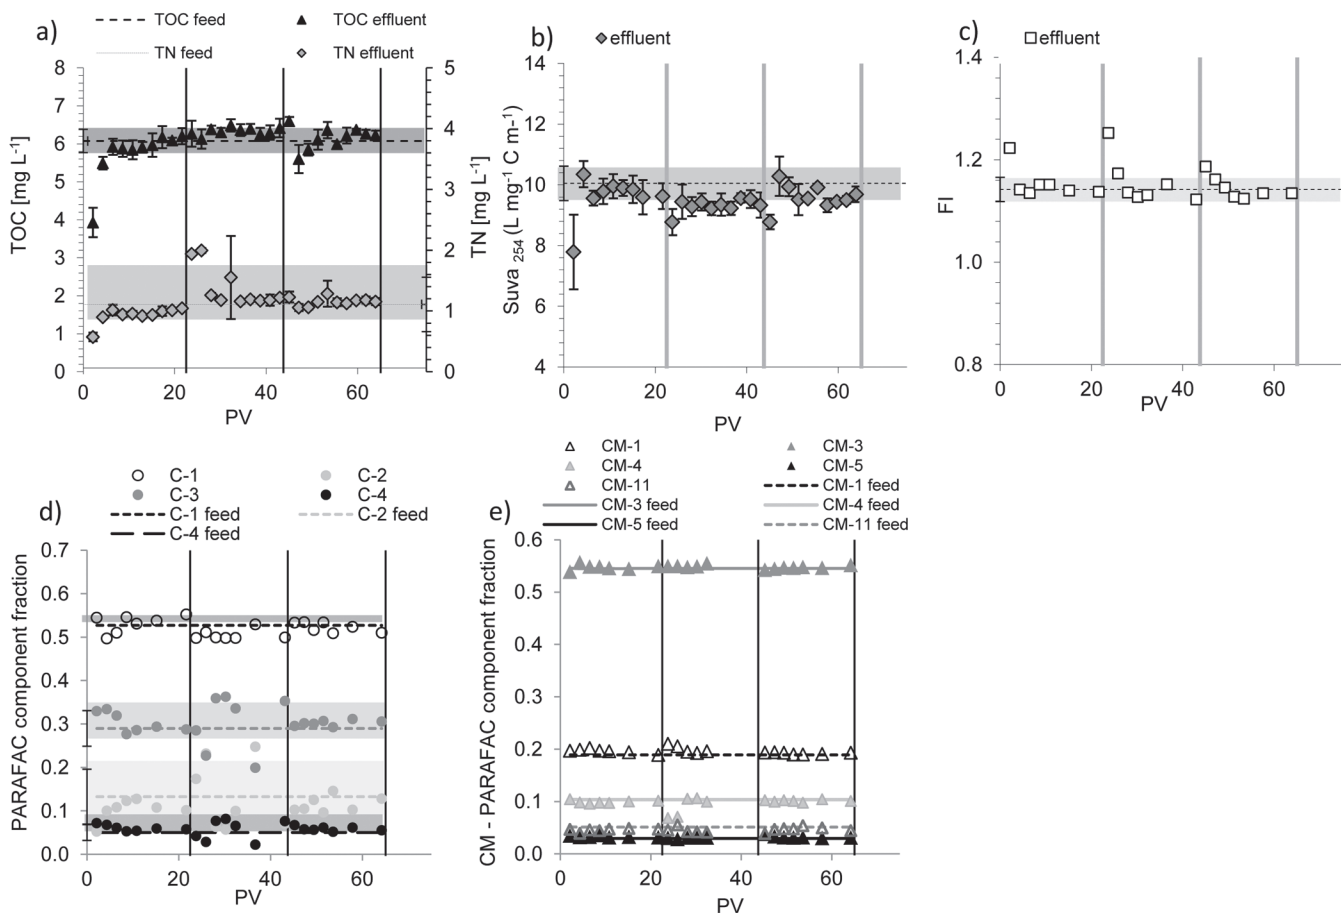 a)
TOC feed
TOC effluent
TN feed
TN effluent
TOC [mg L-1]
8
7
6
5
4
3
2
1
0
TN [mg L-1]
5
4
3
2
1
0
0 20 40 60
PV
b)
effluent
Suva 254 (L mg-1 C m-1)
14
12
10
8
6
4
0 20 40 60
PV
c)
effluent
FI
1.4
1.2
1.0
0.8
0 20 40 60
PV
d)
C-1
C-2
C-3
C-4
C-1 feed
C-2 feed
C-4 feed
PARAFAC component fraction
0.7
0.6
0.5
0.4
0.3
0.2
0.1
0.0
0 20 40 60
PV
e)
CM-1
CM-3
CM-4
CM-5
CM-11
CM-1 feed
CM-3 feed
CM-4 feed
CM-5 feed
CM-11 feed
CM - PARAFAC component fraction
0.6
0.5
0.4
0.3
0.2
0.1
0.0
0 20 40 60
PV